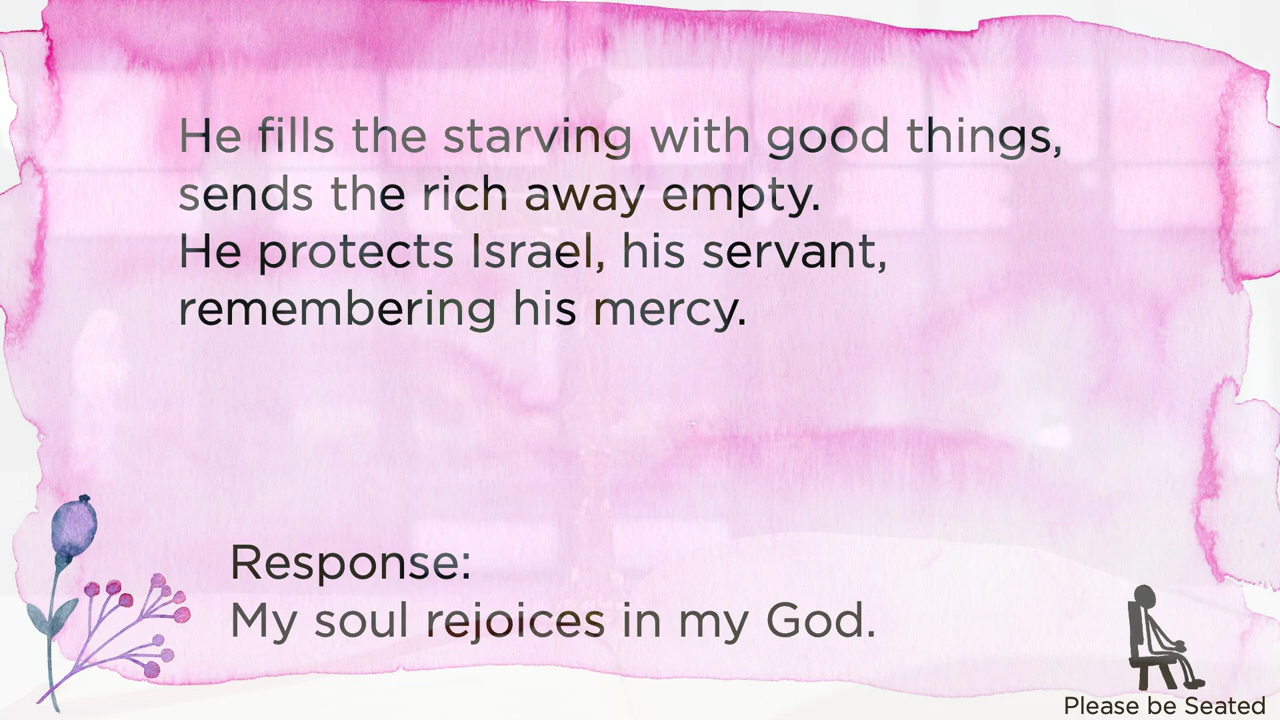 He fills the starving with good things,
sends the rich away empty.
He protects Israel, his servant,
remembering his mercy.
Response:
My soul rejoices in my God.
Please be Seated